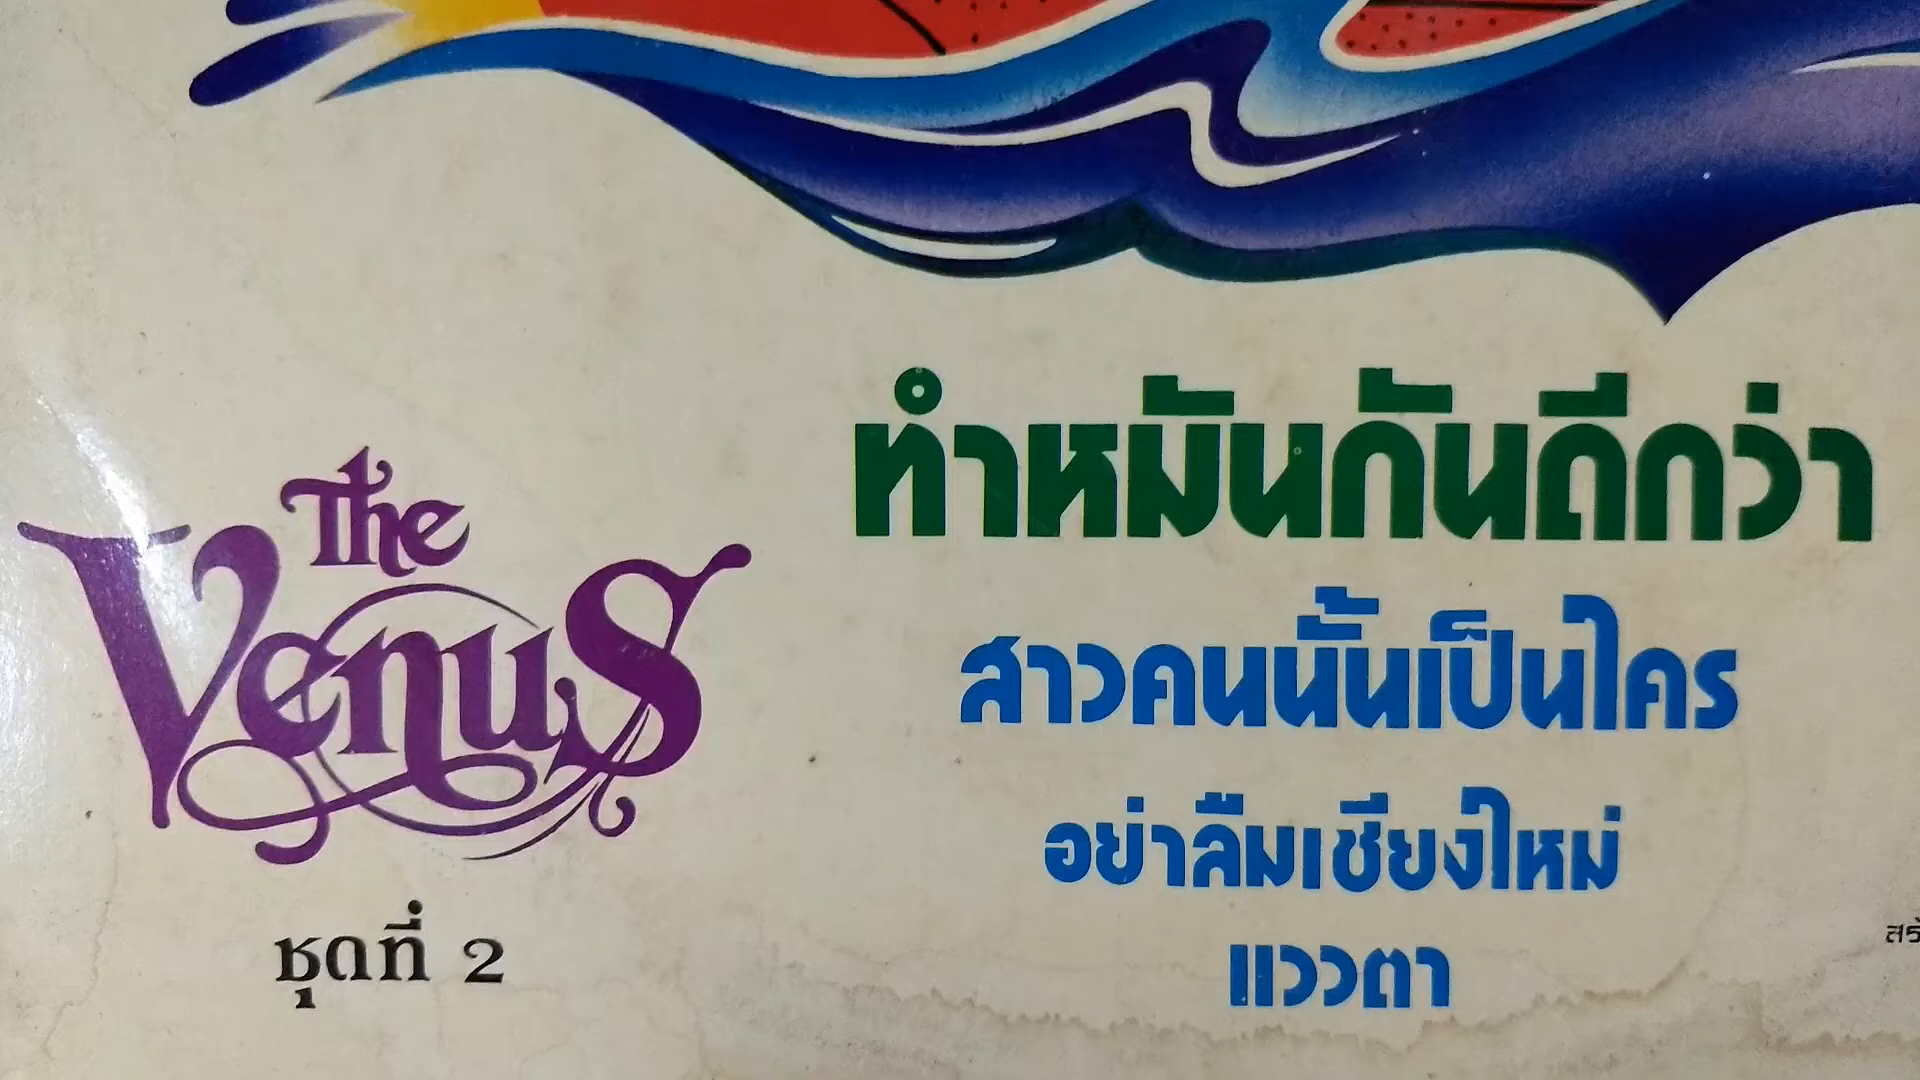 The
Venus
ชุดที่ 2
ทำหมันกันดีกว่า
สาวคนนั้นเป็นใคร
อย่าลืมเชียงใหม่
แววตา